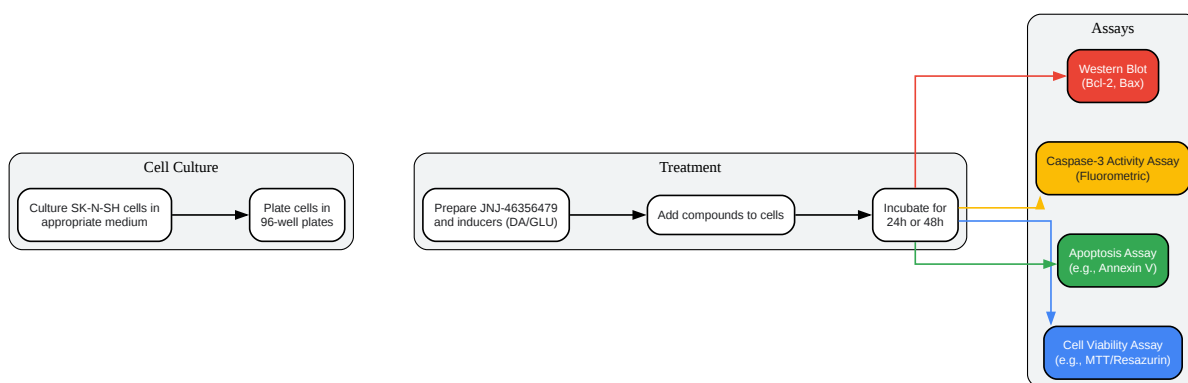 Cell Culture
Culture SK-N-SH cells in
appropriate medium
Plate cells in
96-well plates
Treatment
Prepare JNJ-46356479
and inducers (DA/GLU)
Add compounds to cells
Incubate for
24h or 48h
Assays
Western Blot
(Bcl-2, Bax)
Caspase-3 Activity Assay
(Fluorometric)
Apoptosis Assay
(e.g., Annexin V)
Cell Viability Assay
(e.g., MTT/Resazurin)